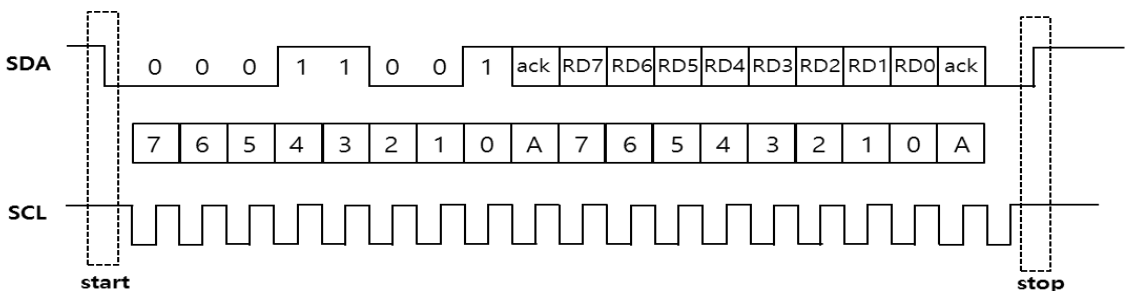 SDA 0 0 0 1 1 0 0 1 ack RD7 RD6 RD5 RD4 RD3 RD2 RD1 RD0 ack
7 6 5 4 3 2 1 0 A 7 6 5 4 3 2 1 0 A
SCL
start stop